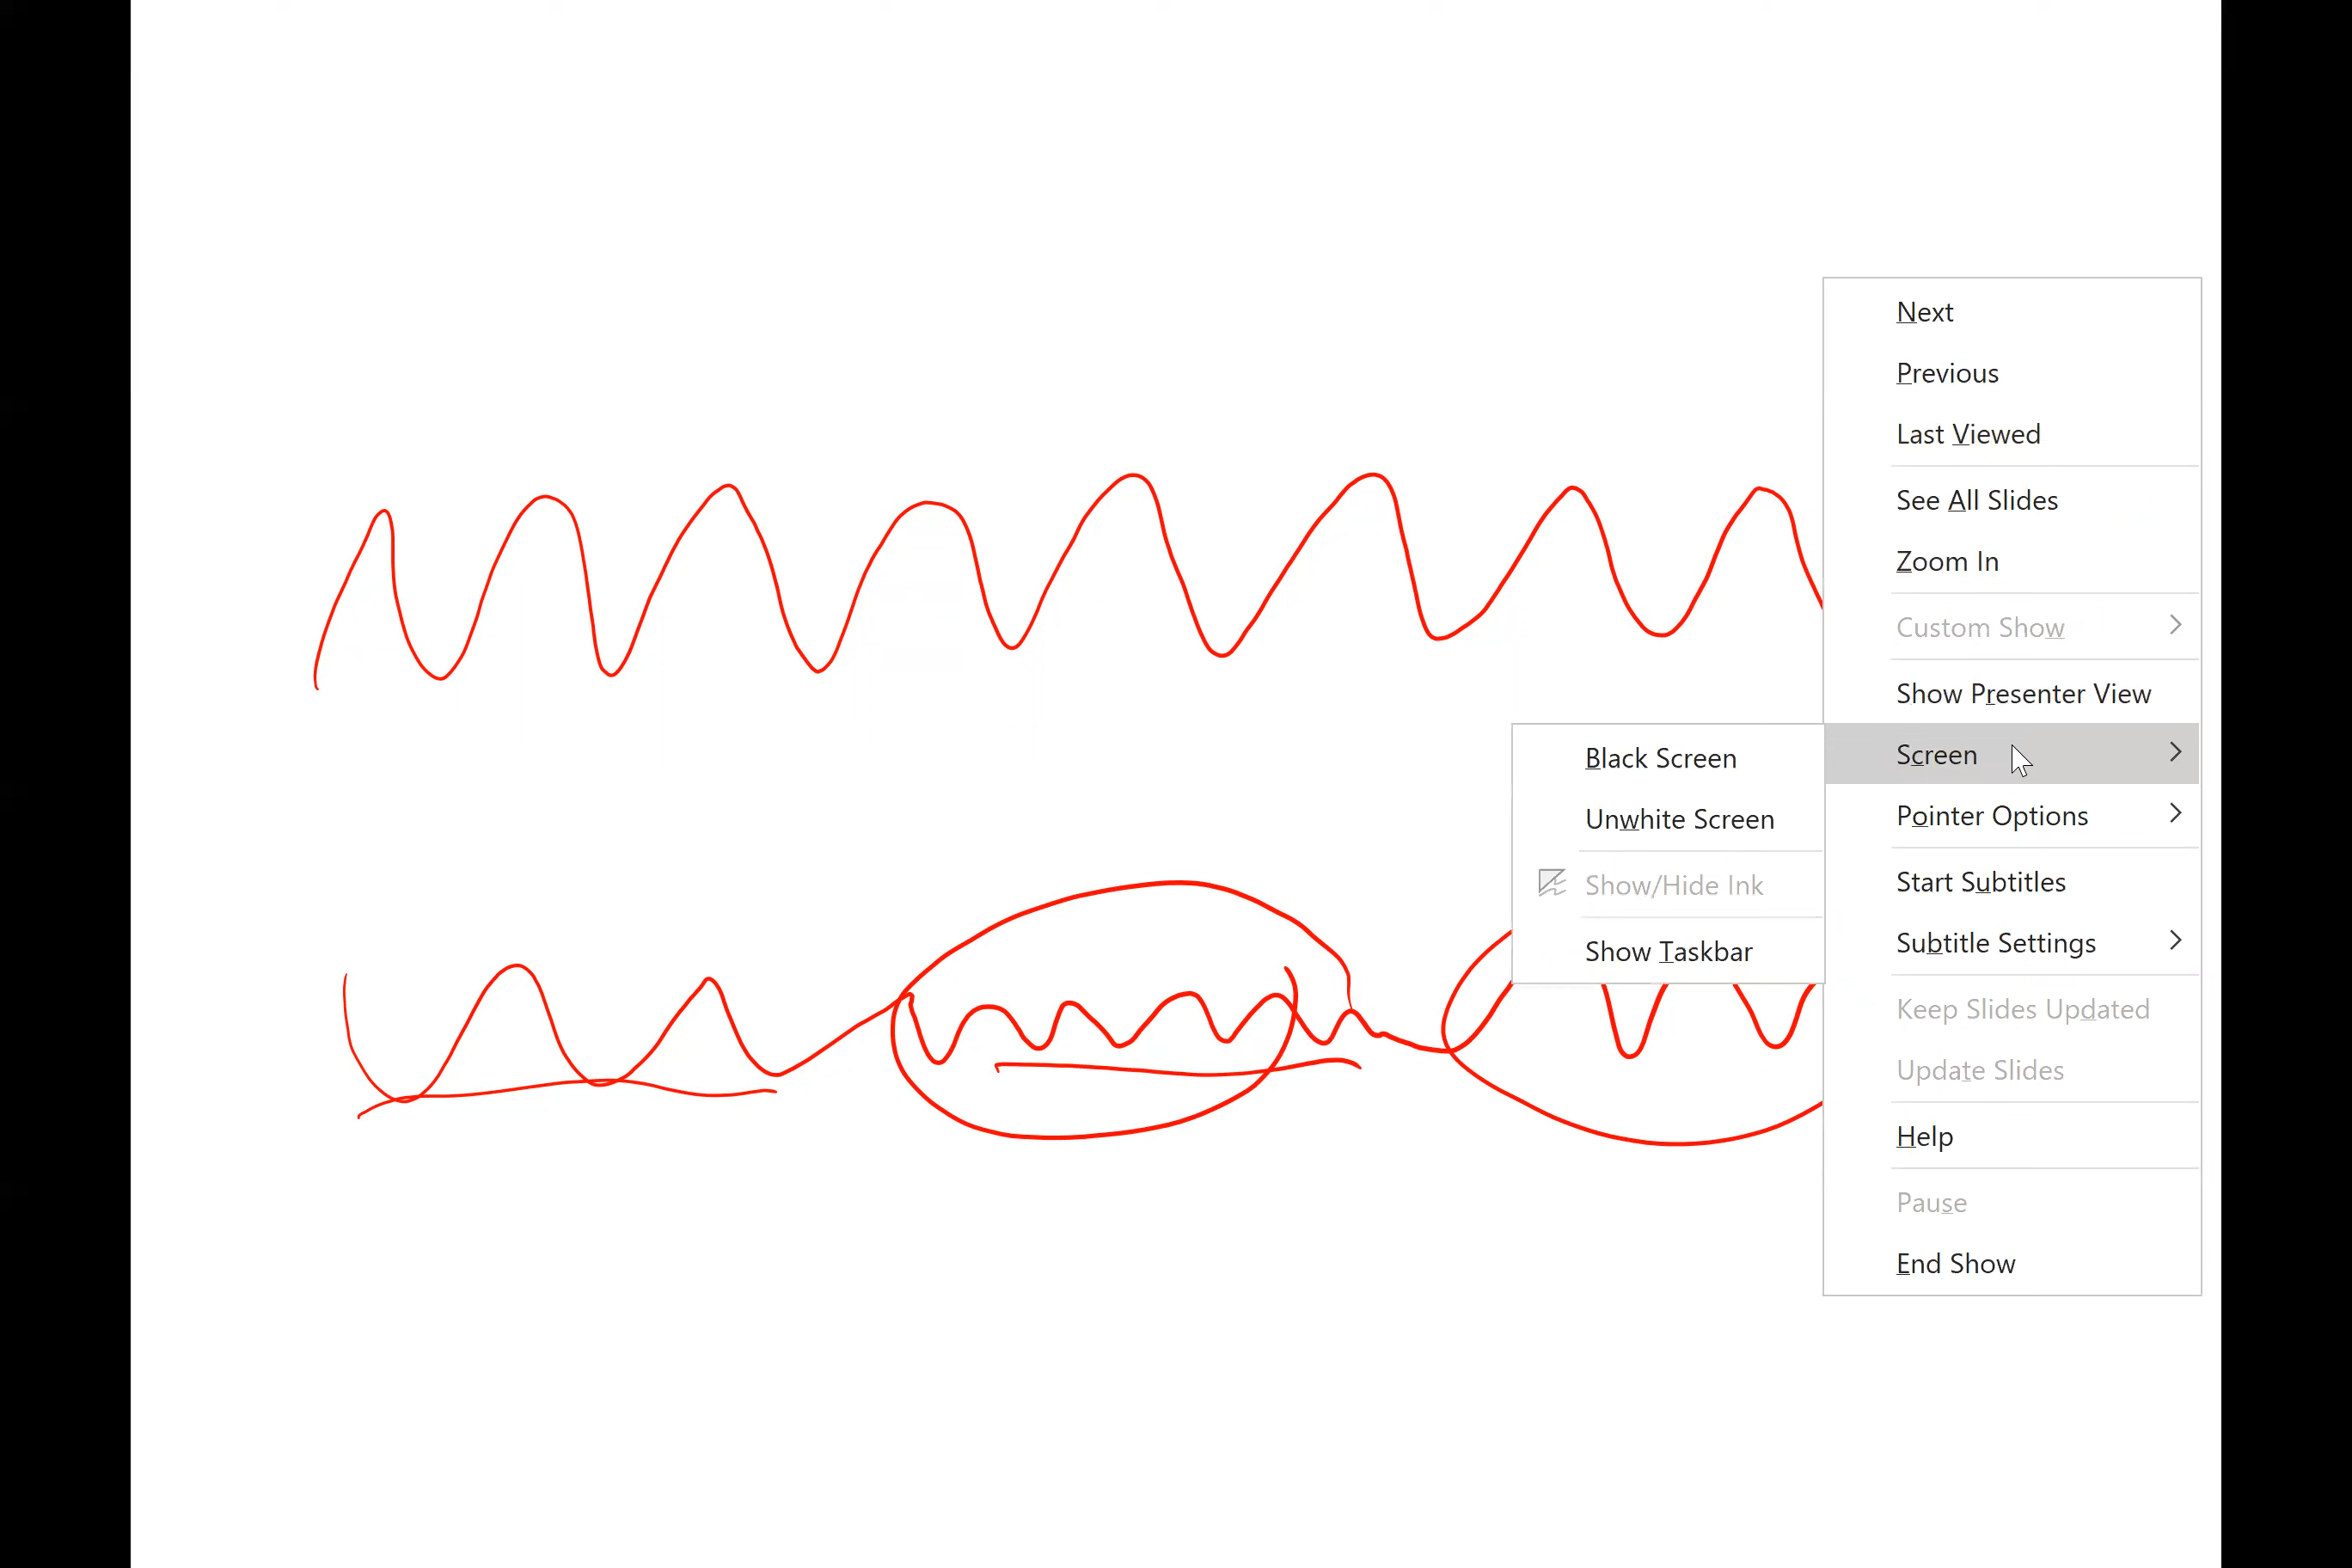 Next
Previous
Last Viewed
See All Slides
Zoom In
Custom Show
Show Presenter View
Screen
Pointer Options
Start Subtitles
Subtitle Settings
Keep Slides Updated
Update Slides
Help
Pause
End Show
Black Screen
Unwhite Screen
Show/Hide Ink
Show Taskbar